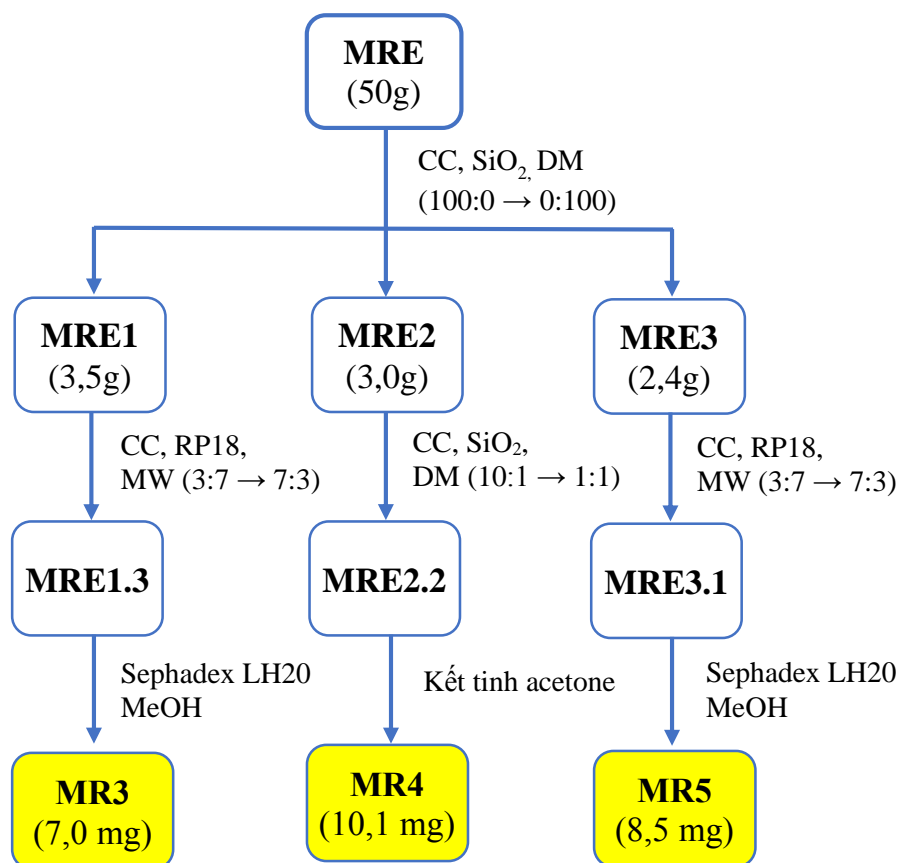 MRE
(50g)
CC, SiO₂, DM
(100:0 → 0:100)
MRE1
(3,5g)
MRE2
(3,0g)
MRE3
(2,4g)
CC, RP18,
MW (3:7 → 7:3)
CC, SiO₂,
DM (10:1 → 1:1)
CC, RP18,
MW (3:7 → 7:3)
MRE1.3
MRE2.2
MRE3.1
Sephadex LH20
MeOH
Kết tinh acetone
Sephadex LH20
MeOH
MR3
(7,0 mg)
MR4
(10,1 mg)
MR5
(8,5 mg)